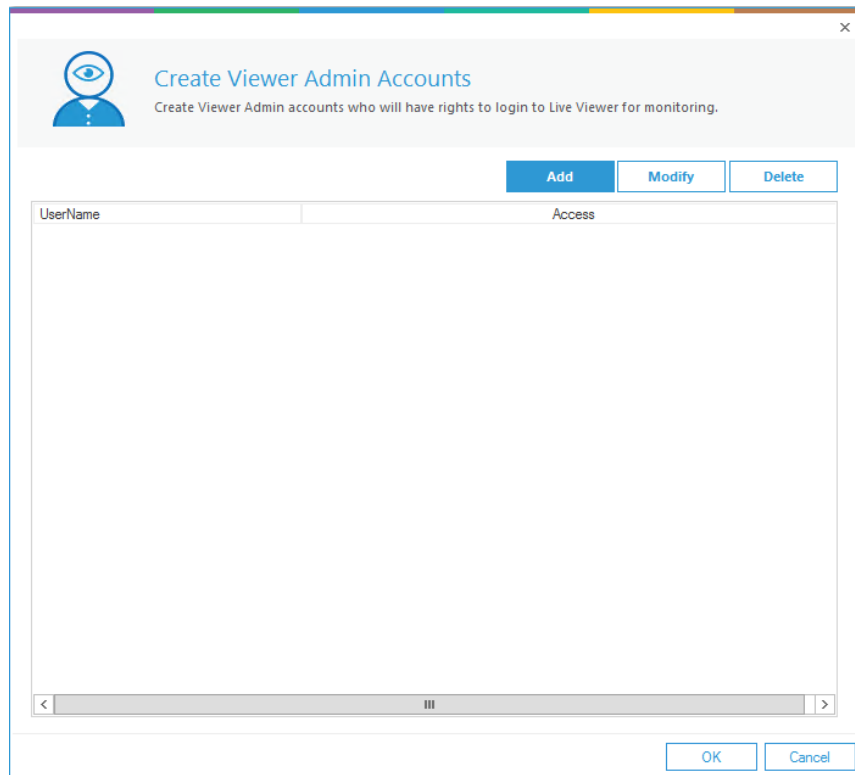 Create Viewer Admin Accounts
Create Viewer Admin accounts who will have rights to login to Live Viewer for monitoring.
Add Modify Delete
UserName Access
OK Cancel